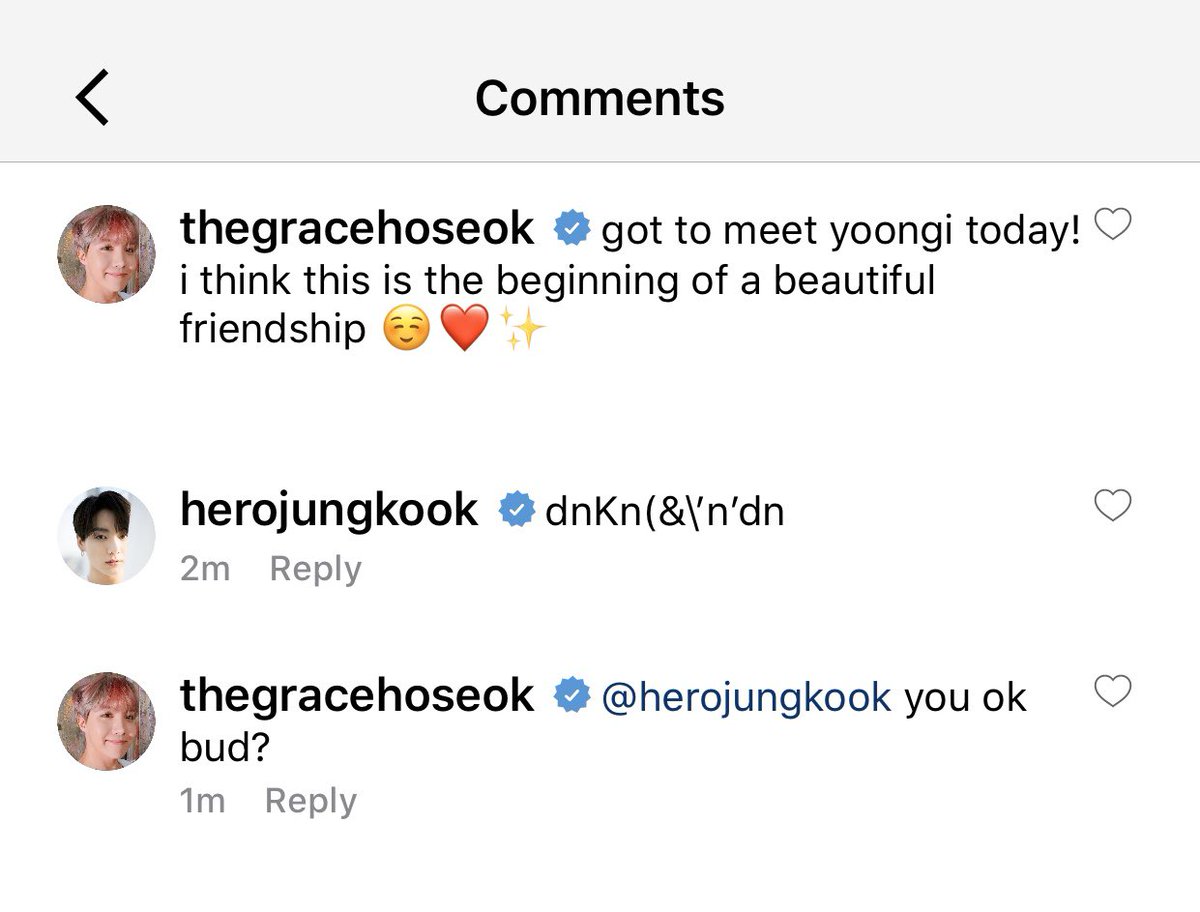 Comments
thegracehoseok got to meet yoongi today!
i think this is the beginning of a beautiful
friendship ☺️❤️✨
herojungkook dnKn(&\’n’dn
2m Reply
thegracehoseok @herojungkook you ok
bud?
1m Reply